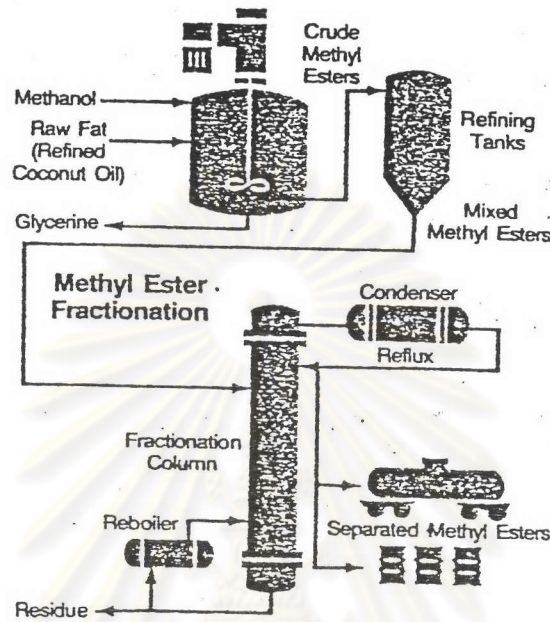 Crude
Methyl
Esters
Methanol
Raw Fat
(Refined
Coconut Oil)
Refining
Tanks
Glycerine
Mixed
Methyl Esters
Methyl Ester
Fractionation
Condenser
Reflux
Fractionation
Column
Reboiler
Separated Methyl Esters
Residue